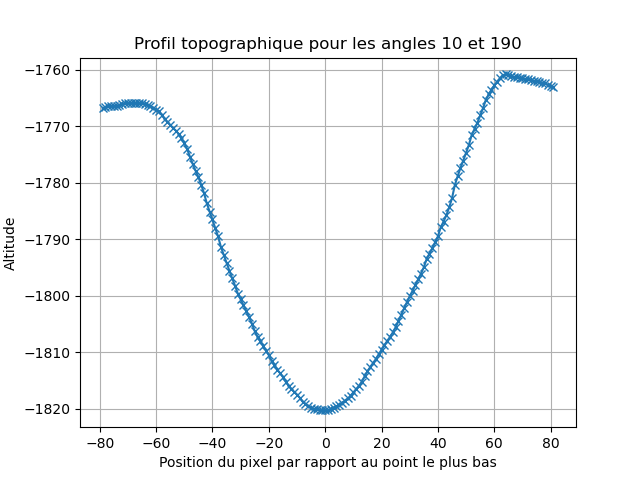 Profil topographique pour les angles 10 et 190
−1760
−1770
−1780
−1790
−1800
−1810
−1820
Altitude
−80 −60 −40 −20 0 20 40 60 80
Position du pixel par rapport au point le plus bas